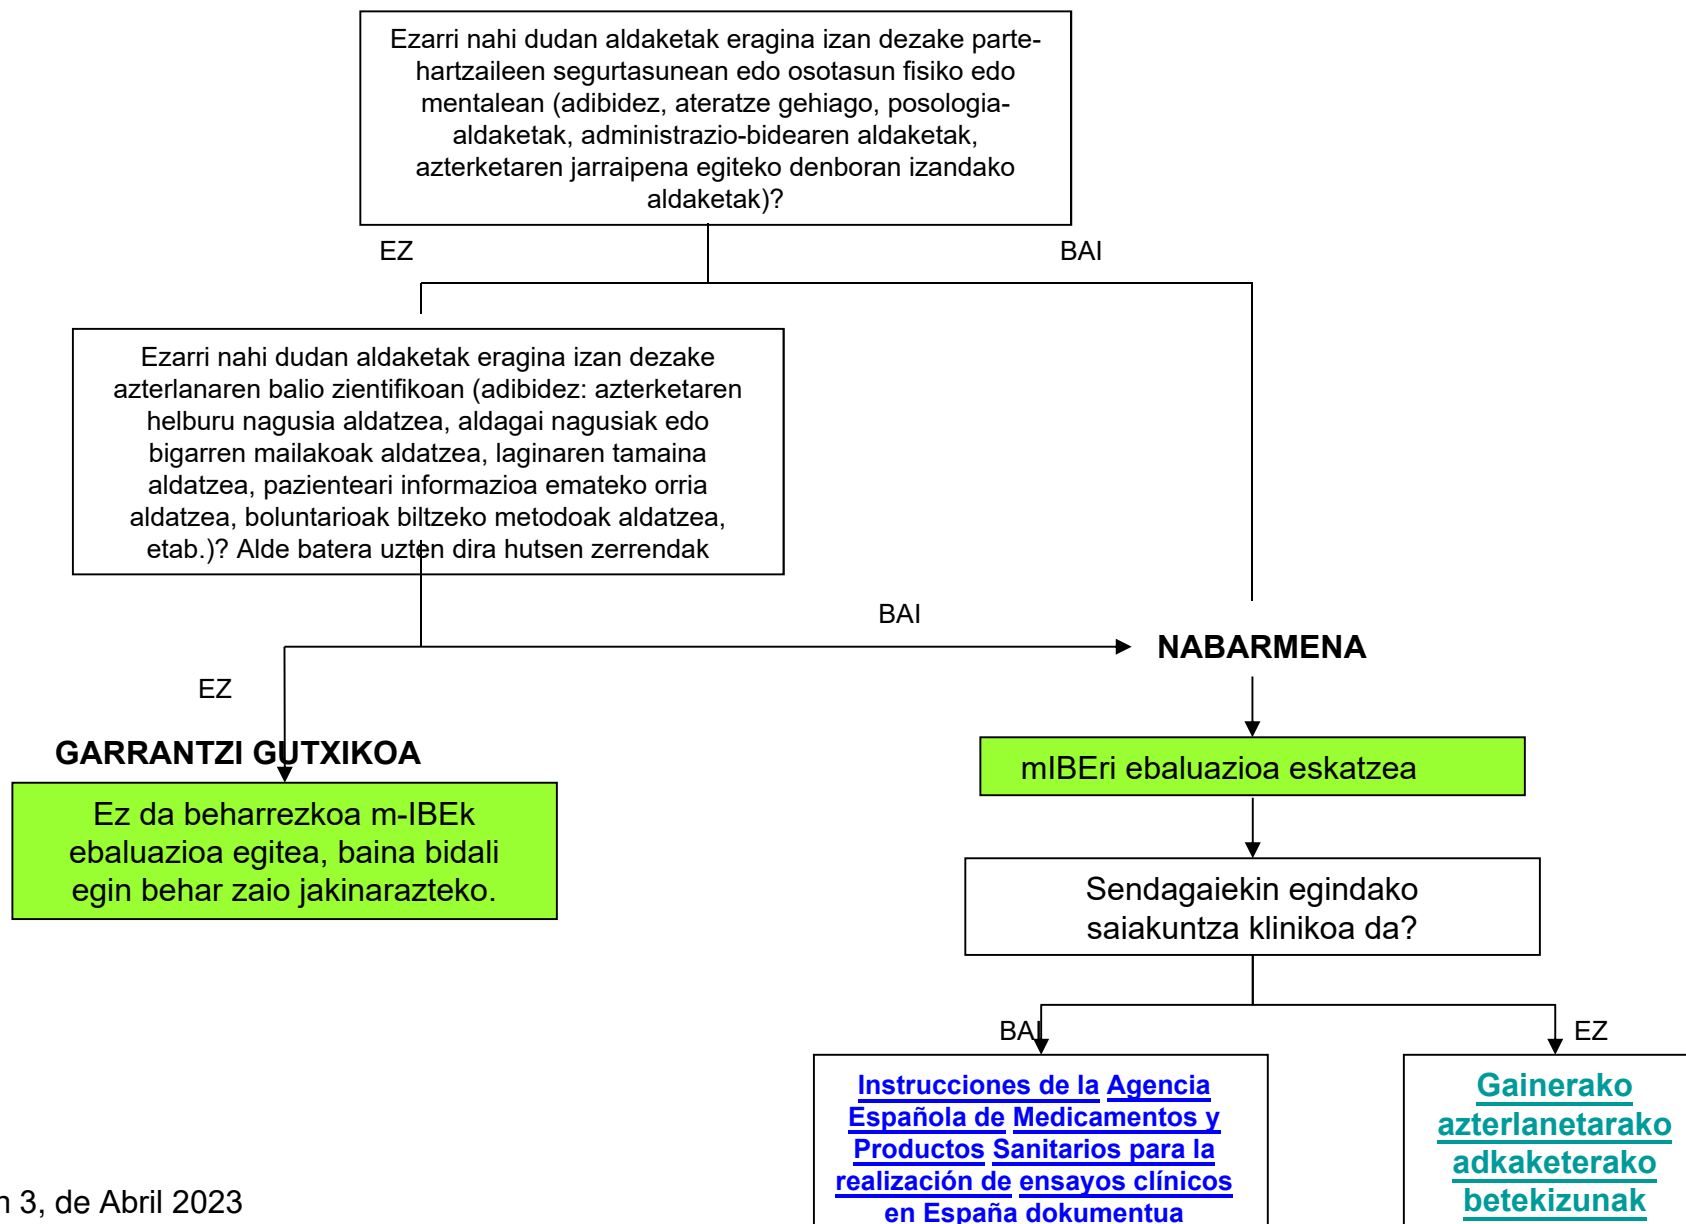 Ezarri nahi dudan aldaketak eragina izan dezake parte-
hartzaileen segurtasunean edo osotasun fisiko edo
mentalean (adibidez, ateratze gehiago, posologia-
aldaketak, administrazio-bidearen aldaketak,
azterketaren jarraipena egiteko denboran izandako
aldaketak)?
EZ
BAI
Ezarri nahi dudan aldaketak eragina izan dezake
azterlanaren balio zientifikoan (adibidez: azterketaren
helburu nagusia aldatzea, aldagai nagusiak edo
bigarren mailakoak aldatzea, laginaren tamaina
aldatzea, pazienteari informazioa emateko orria
aldatzea, boluntarioak biltzeko metodoak aldatzea,
etab.)? Alde batera uzten dira hutsen zerrendak
BAI
NABARMENA
EZ
GARRANTZI GUTXIKOA
Ez da beharrezkoa m-IBEk
ebaluazioa egitea, baina bidali
egin behar zaio jakinarazteko.
mIBEri ebaluazioa eskatzea
Sendagaiekin egindako
saiakuntza klinikoa da?
BAI
EZ
Instrucciones de la Agencia
Española de Medicamentos y
Productos Sanitarios para la
realización de ensayos clínicos
en España dokumentua
Gainerako
azterlanetarako
adkaketerako
betekizunak
n 3, de Abril 2023